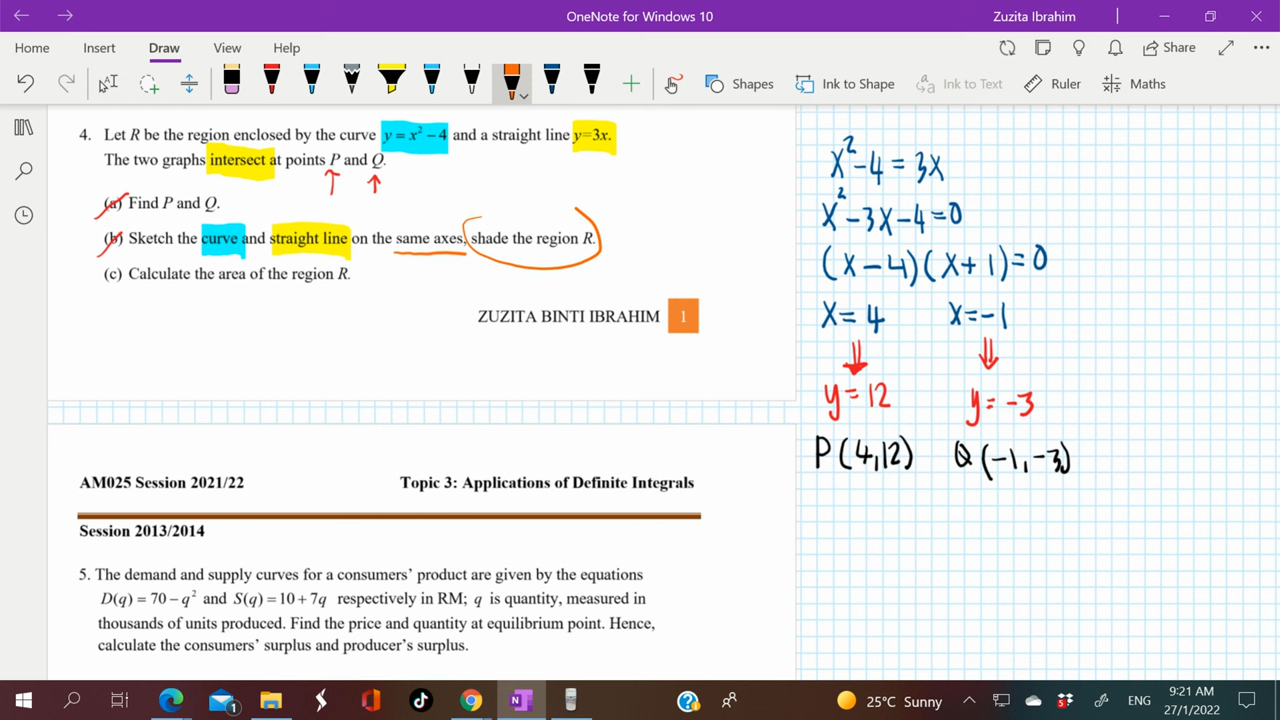 OneNote for Windows 10
Zuzita Ibrahim
Home Insert Draw View Help
Share
Shapes Ink to Shape Ink to Text Ruler Maths
4. Let R be the region enclosed by the curve y = x² − 4 and a straight line y=3x.
The two graphs intersect at points P and Q.
(a) Find P and Q.
(b) Sketch the curve and straight line on the same axes, shade the region R.
(c) Calculate the area of the region R.
ZUZITA BINTI IBRAHIM 1
AM025 Session 2021/22 Topic 3: Applications of Definite Integrals
Session 2013/2014
5. The demand and supply curves for a consumers' product are given by the equations
D(q) = 70 − q² and S(q) = 10 + 7q respectively in RM; q is quantity, measured in
thousands of units produced. Find the price and quantity at equilibrium point. Hence,
calculate the consumers' surplus and producer's surplus.
x² − 4 = 3x
x² − 3x − 4 = 0
(x − 4)(x + 1) = 0
x = 4 x = −1
y = 12 y = −3
P(4,12) Q(−1,−3)
25°C Sunny
ENG
9:21 AM
27/1/2022